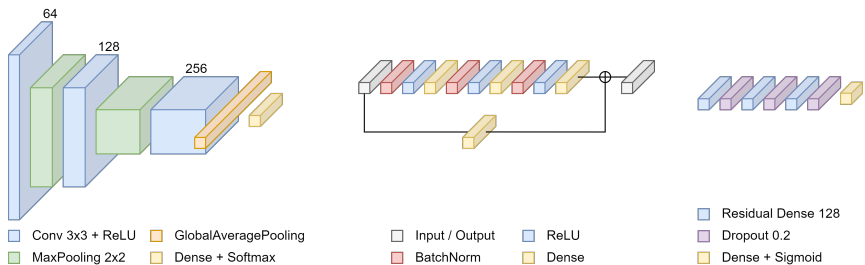 64
128
256
Conv 3x3 + ReLU
GlobalAveragePooling
MaxPooling 2x2
Dense + Softmax
Input / Output
ReLU
BatchNorm
Dense
Residual Dense 128
Dropout 0.2
Dense + Sigmoid